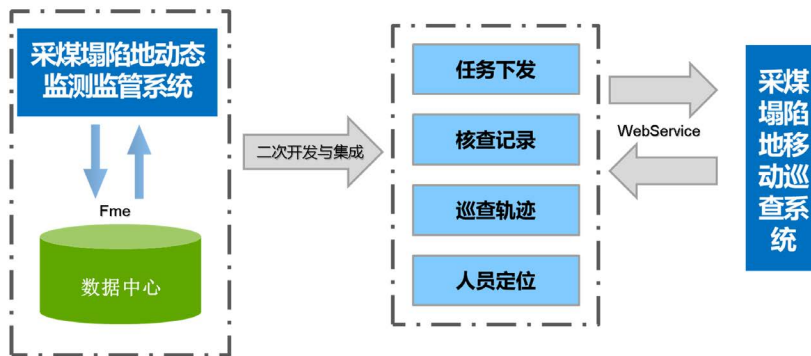 采煤塌陷地动态
监测监管系统
Fme
数据中心
二次开发与集成
任务下发
核查记录
巡查轨迹
人员定位
WebService
采煤
塌陷
地移
动巡
查系
统